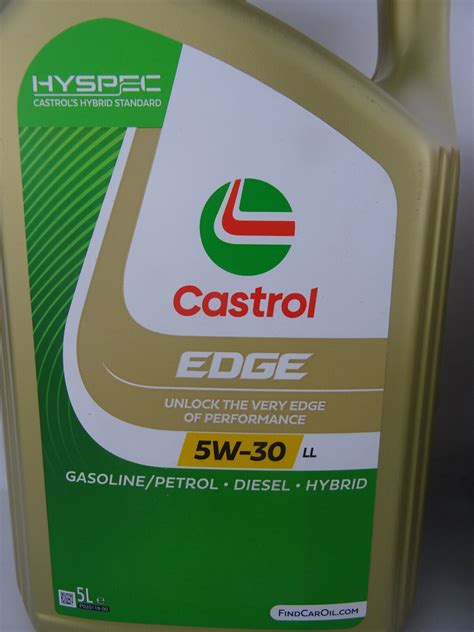 HYSPEC
CASTROL'S HYBRID STANDARD
Castrol
EDGE
UNLOCK THE VERY EDGE
OF PERFORMANCE
5W-30 LL
GASOLINE/PETROL • DIESEL • HYBRID
5L e
FINDCAROIL.COM